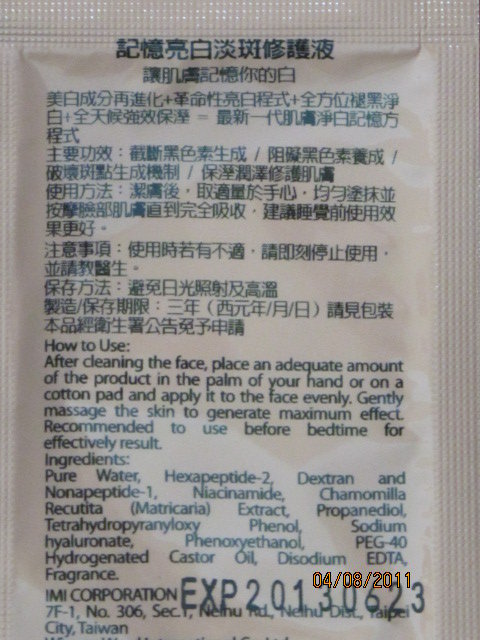 記憶亮白淡斑修護液
讓肌膚記憶你的白
美白成分再進化+革命性亮白程式+全方位褪黑淨
白+全天候強效保溼 = 最新一代肌膚淨白記憶方
程式
主要功效：截斷黑色素生成 / 阻礙黑色素養成 /
破壞斑點生成機制 / 保溼潤澤修護肌膚
使用方法：潔膚後，取適量於手心，均勻塗抹並
按摩臉部肌膚直到完全吸收，建議睡覺前使用效
果更好。
注意事項：使用時若有不適，請即刻停止使用，
並請教醫生。
保存方法：避免日光照射及高溫
製造/保存期限：三年（西元年/月/日）請見包裝
本品經衛生署公告免予申請
How to Use:
After cleaning the face, place an adequate amount
of the product in the palm of your hand or on a
cotton pad and apply it to the face evenly. Gently
massage the skin to generate maximum effect.
Recommended to use before bedtime for
effectively result.
Ingredients:
Pure Water, Hexapeptide-2, Dextran and
Nonapeptide-1, Niacinamide, Chamomilla
Recutita (Matricaria) Extract, Propanediol,
Tetrahydropyranyloxy Phenol, Sodium
hyaluronate, Phenoxyethanol, PEG-40
Hydrogenated Castor Oil, Disodium EDTA,
Fragrance.
IMI CORPORATION EXP 20130623
04/08/2011
7F-1, No. 306, Sec.1, Neihu Rd., Neihu Dist., Taipei
City, Taiwan